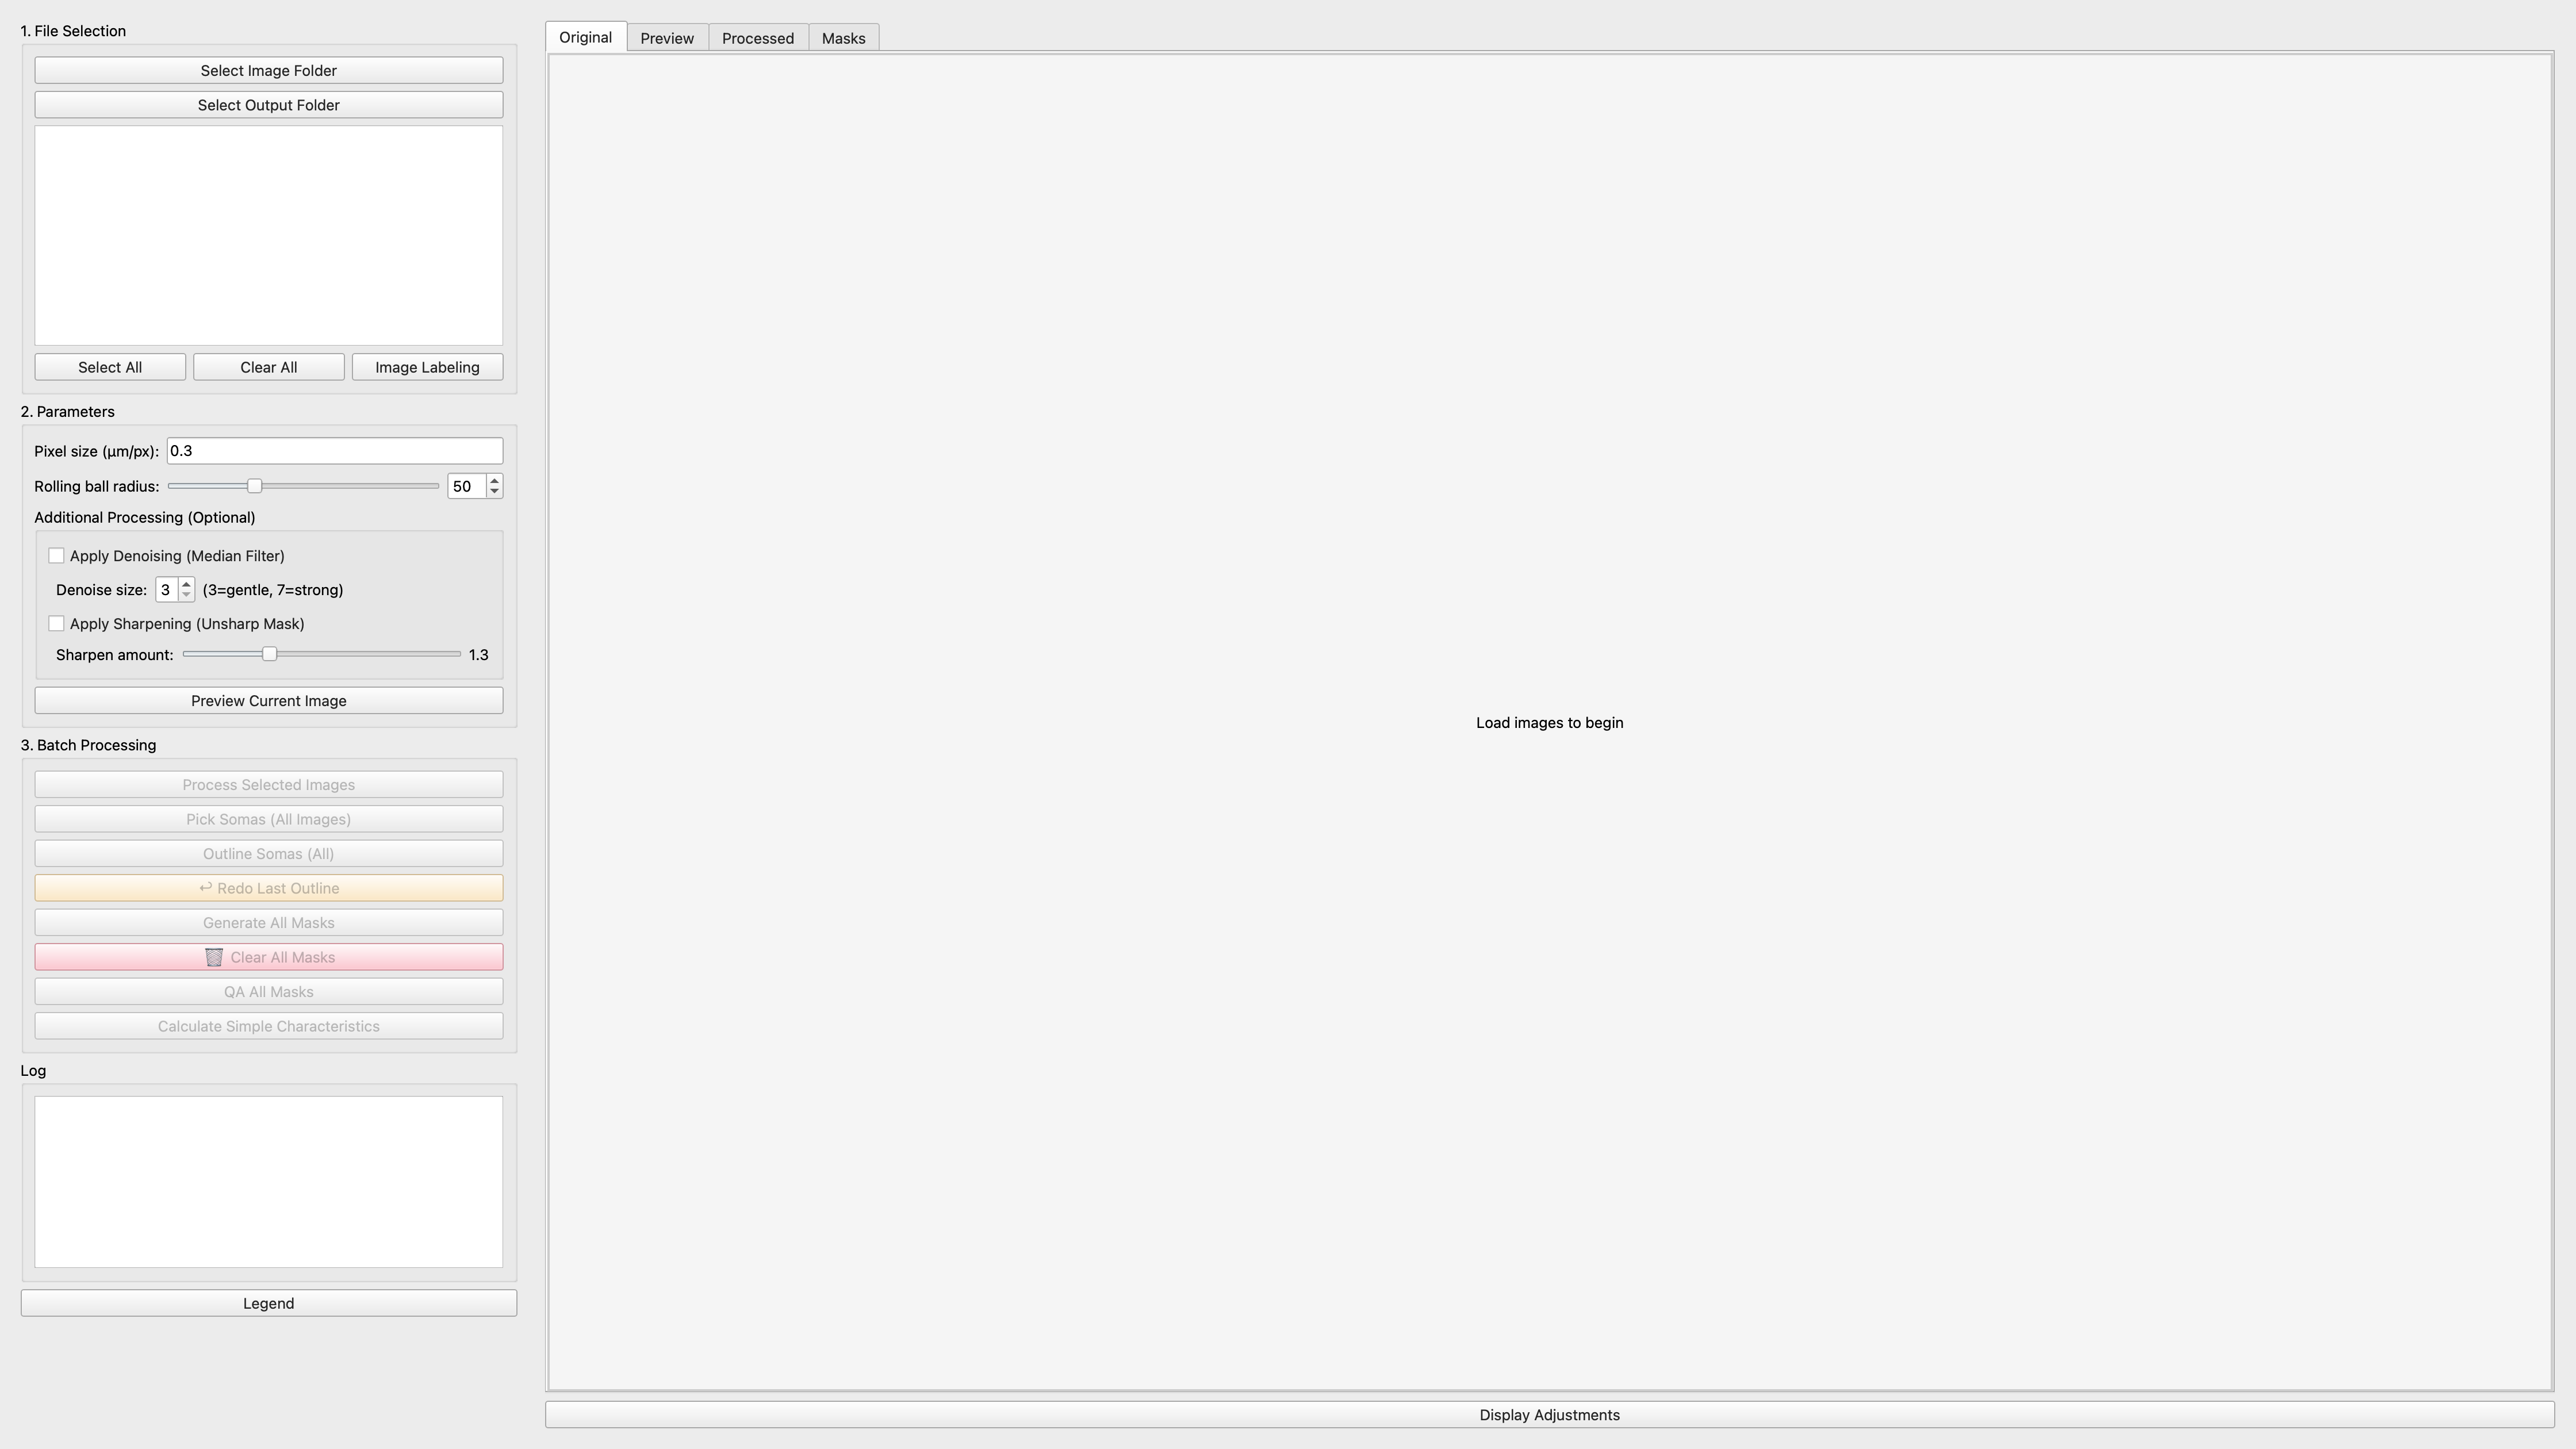 1. File Selection
Select Image Folder
Select Output Folder
Select All
Clear All
Image Labeling
2. Parameters
Pixel size (µm/px): 0.3
Rolling ball radius: 50
Additional Processing (Optional)
Apply Denoising (Median Filter)
Denoise size: 3 (3=gentle, 7=strong)
Apply Sharpening (Unsharp Mask)
Sharpen amount: 1.3
Preview Current Image
3. Batch Processing
Process Selected Images
Pick Somas (All Images)
Outline Somas (All)
↩ Redo Last Outline
Generate All Masks
🗑️ Clear All Masks
QA All Masks
Calculate Simple Characteristics
Log
Legend
Original
Preview
Processed
Masks
Load images to begin
Display Adjustments